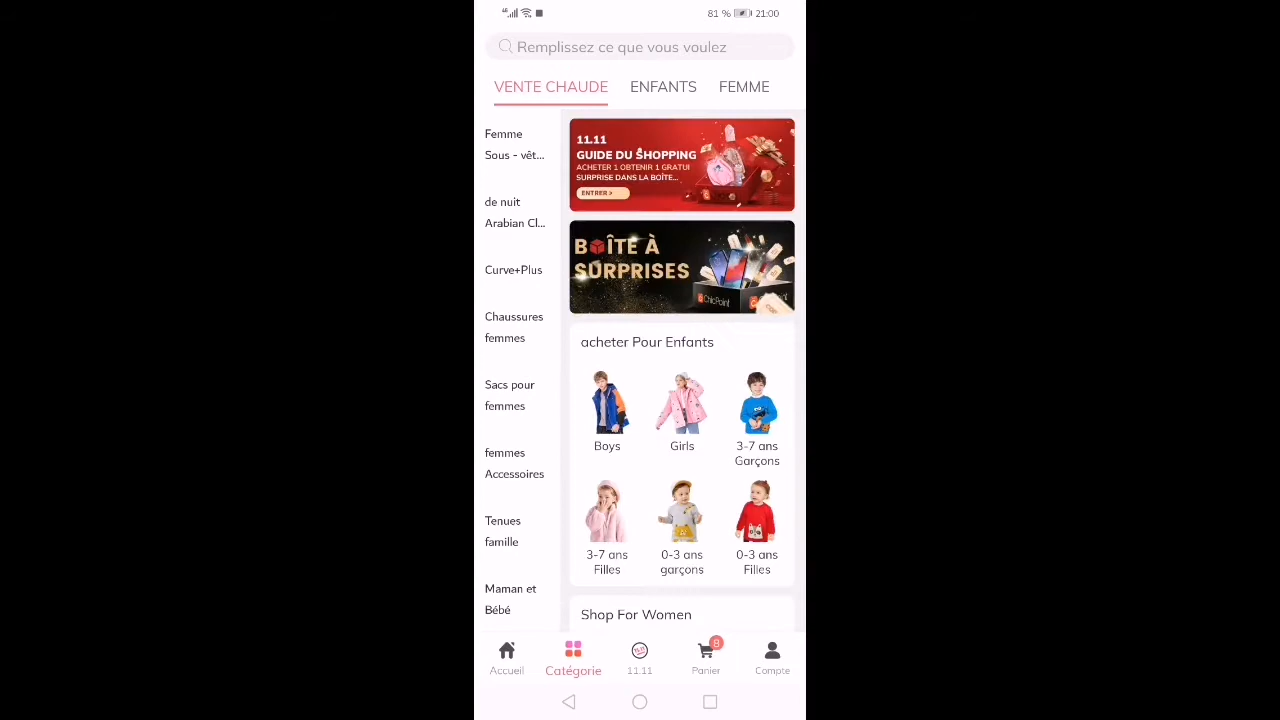 81 % 21:00
Remplissez ce que vous voulez
VENTE CHAUDE ENFANTS FEMME
Femme
Sous - vêt...
de nuit
Arabian Cl...
Curve+Plus
Chaussures
femmes
Sacs pour
femmes
femmes
Accessoires
Tenues
famille
Maman et
Bébé
11.11
GUIDE DU SHOPPING
ACHETER 1 OBTENIR 1 GRATUI
SURPRISE DANS LA BOÎTE...
ENTRER >
BOÎTE À
SURPRISES
ChicPoint
acheter Pour Enfants
Boys
Girls
3-7 ans
Garçons
3-7 ans
Filles
0-3 ans
garçons
0-3 ans
Filles
Shop For Women
8
Accueil
Catégorie
11.11
Panier
Compte